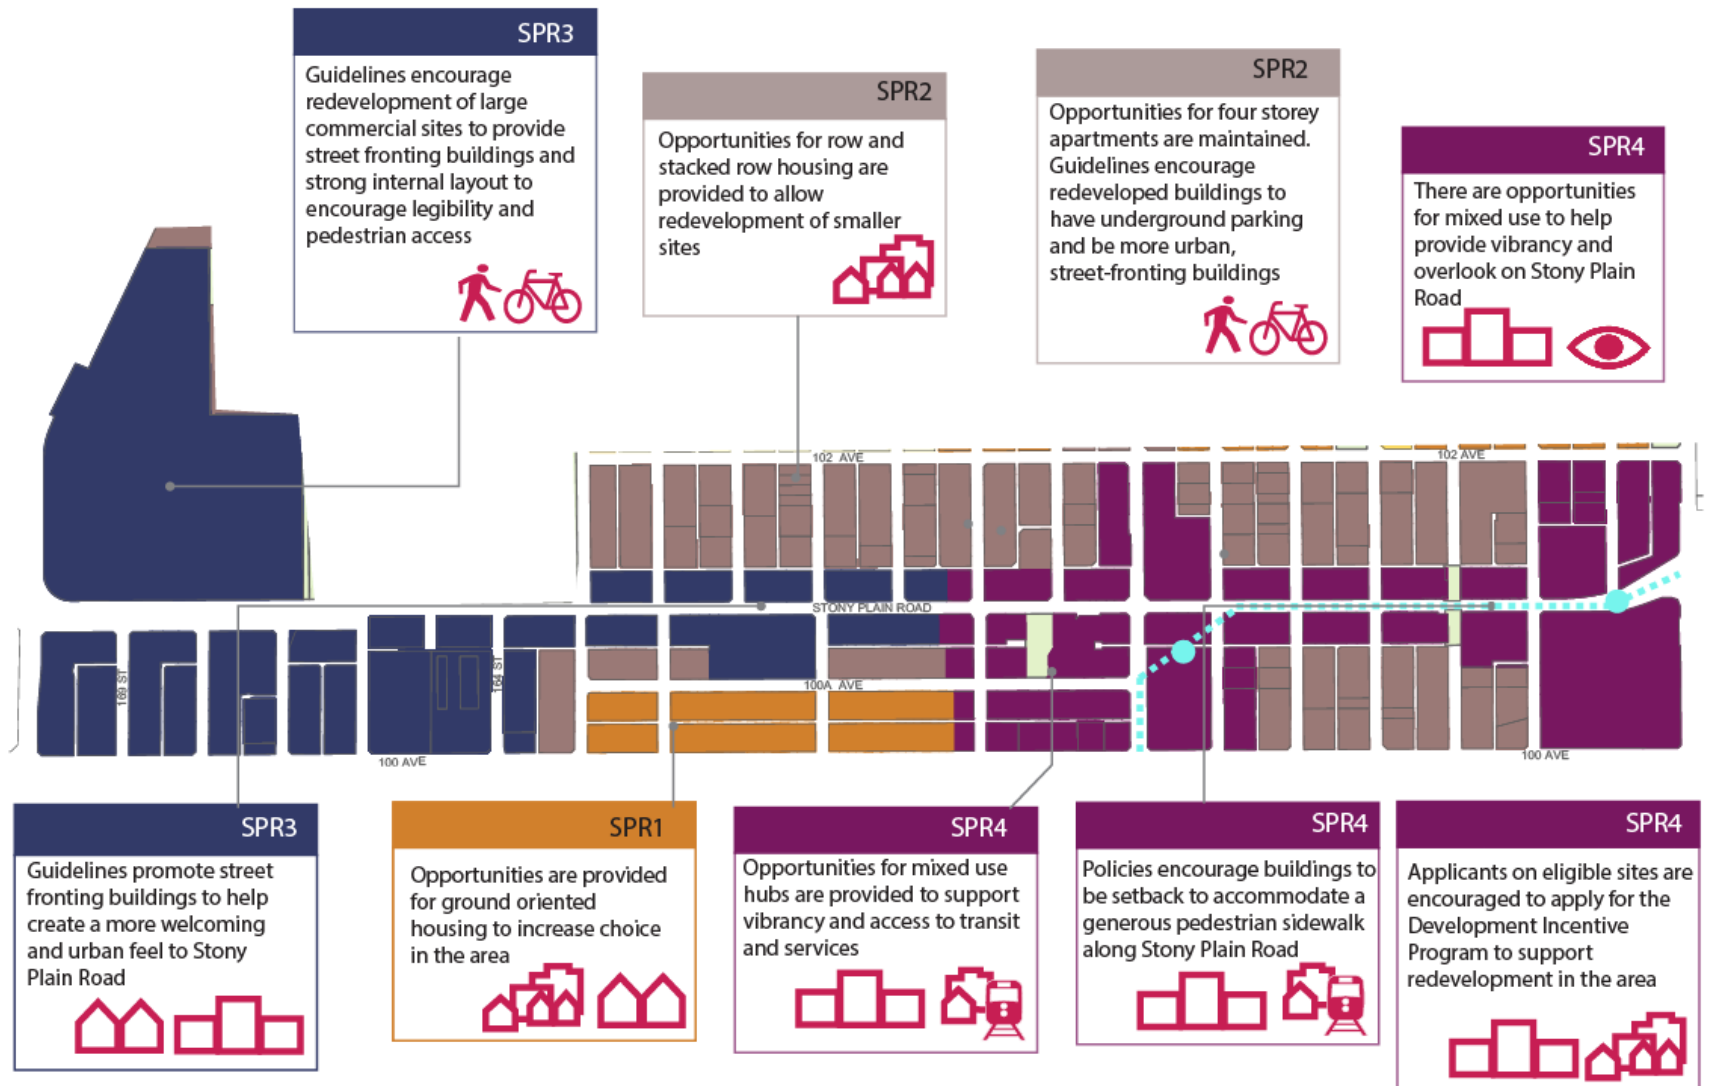 SPR3
Guidelines encourage
redevelopment of large
commercial sites to provide
street fronting buildings and
strong internal layout to
encourage legibility and
pedestrian access
SPR2
Opportunities for row and
stacked row housing are
provided to allow
redevelopment of smaller
sites
SPR2
Opportunities for four storey
apartments are maintained.
Guidelines encourage
redeveloped buildings to
have underground parking
and be more urban,
street-fronting buildings
SPR4
There are opportunities
for mixed use to help
provide vibrancy and
overlook on Stony Plain
Road
102 AVE
102 AVE
STONY PLAIN ROAD
169 ST
164 ST
100A AVE
100 AVE
100 AVE
SPR3
Guidelines promote street
fronting buildings to help
create a more welcoming
and urban feel to Stony
Plain Road
SPR1
Opportunities are provided
for ground oriented
housing to increase choice
in the area
SPR4
Opportunities for mixed use
hubs are provided to support
vibrancy and access to transit
and services
SPR4
Policies encourage buildings to
be setback to accommodate a
generous pedestrian sidewalk
along Stony Plain Road
SPR4
Applicants on eligible sites are
encouraged to apply for the
Development Incentive
Program to support
redevelopment in the area